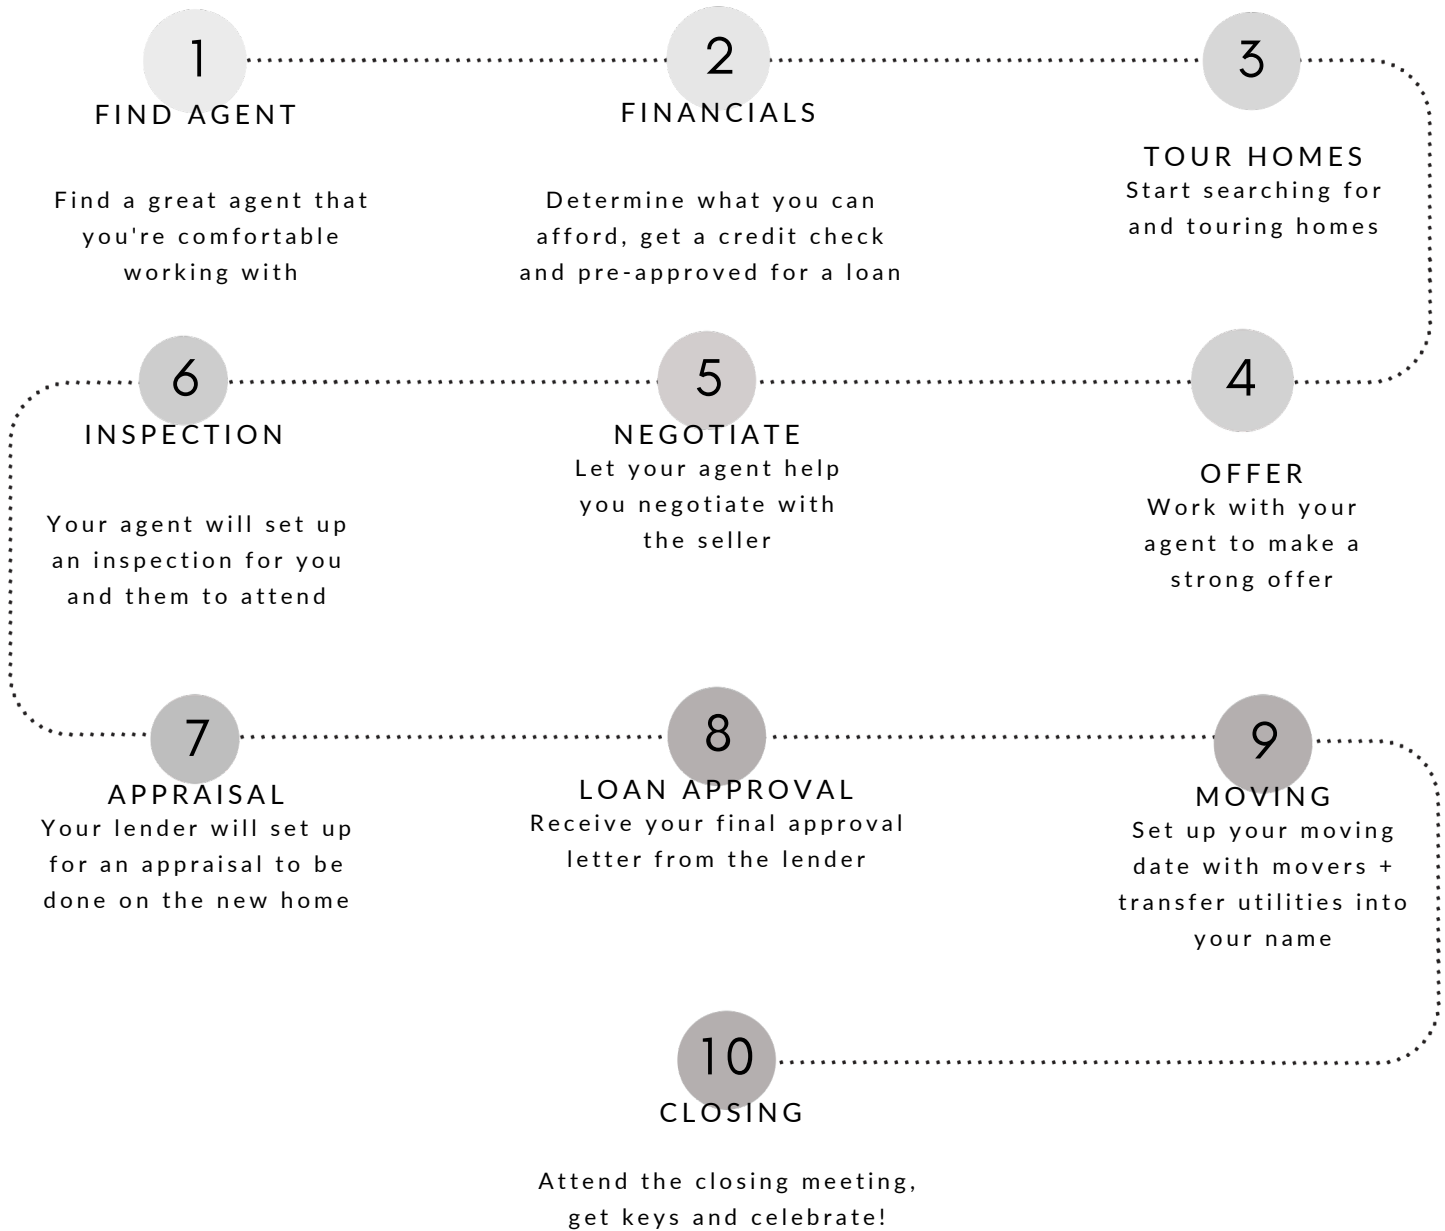 1
FIND AGENT
Find a great agent that
you're comfortable
working with
2
FINANCIALS
Determine what you can
afford, get a credit check
and pre-approved for a loan
3
TOUR HOMES
Start searching for
and touring homes
4
OFFER
Work with your
agent to make a
strong offer
5
NEGOTIATE
Let your agent help
you negotiate with
the seller
6
INSPECTION
Your agent will set up
an inspection for you
and them to attend
7
APPRAISAL
Your lender will set up
for an appraisal to be
done on the new home
8
LOAN APPROVAL
Receive your final approval
letter from the lender
9
MOVING
Set up your moving
date with movers +
transfer utilities into
your name
10
CLOSING
Attend the closing meeting,
get keys and celebrate!